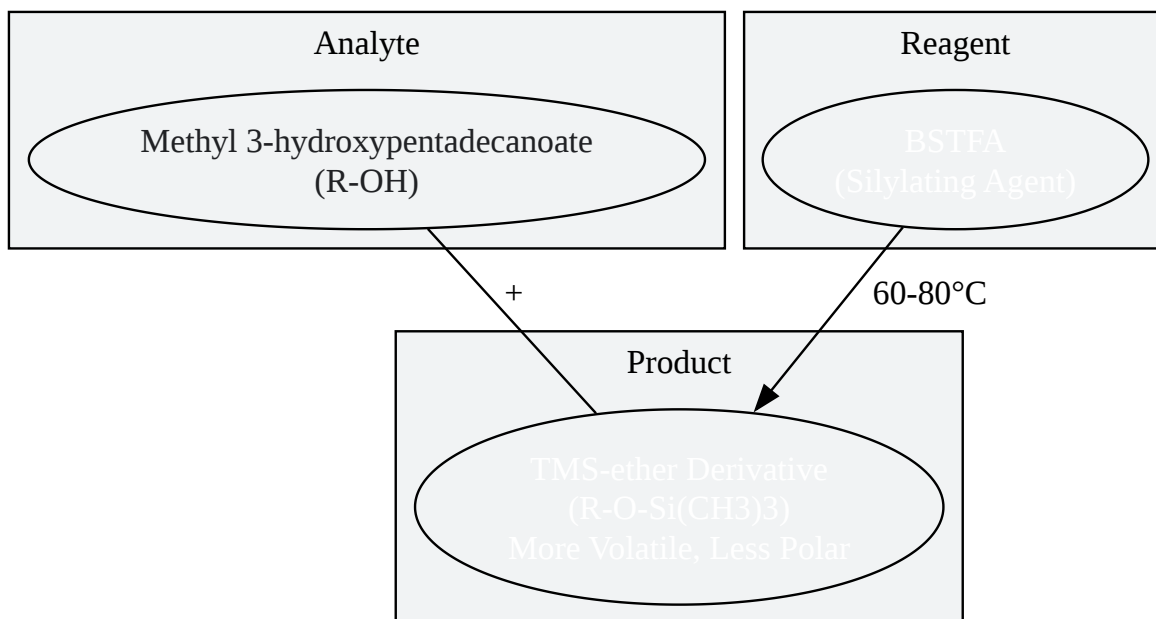 Analyte
Reagent
Methyl 3-hydroxypentadecanoate
(R-OH)
BSTFA
(Silylating Agent)
+
60-80°C
Product
TMS-ether Derivative
(R-O-Si(CH3)3)
More Volatile, Less Polar